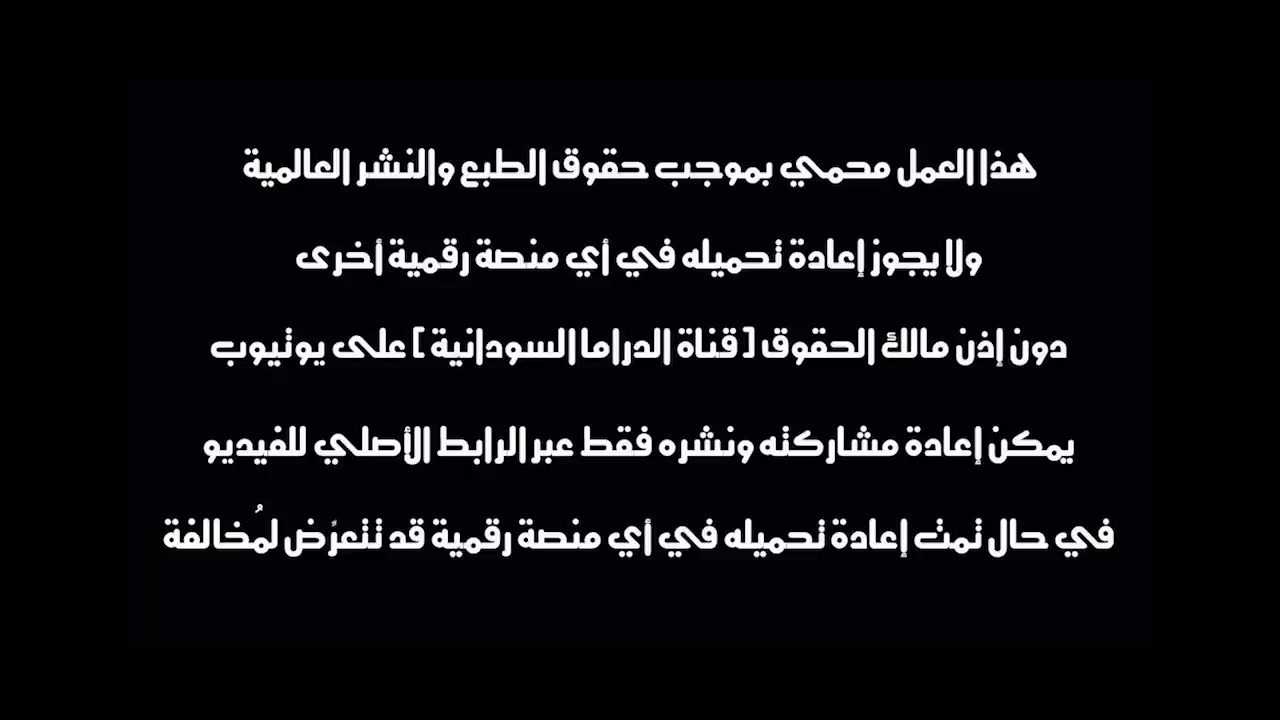 هذا العمل محمي بموجب حقوق الطبع والنشر العالمية
ولا يجوز إعادة تحميله في أي منصة رقمية أخرى
دون إذن مالك الحقوق [ قناة الدراما السودانية ] على يوتيوب
يمكن إعادة مشاركته ونشره فقط عبر الرابط الأصلي للفيديو
في حال تمت إعادة تحميله في أي منصة رقمية قد تتعرّض لمُخالفة